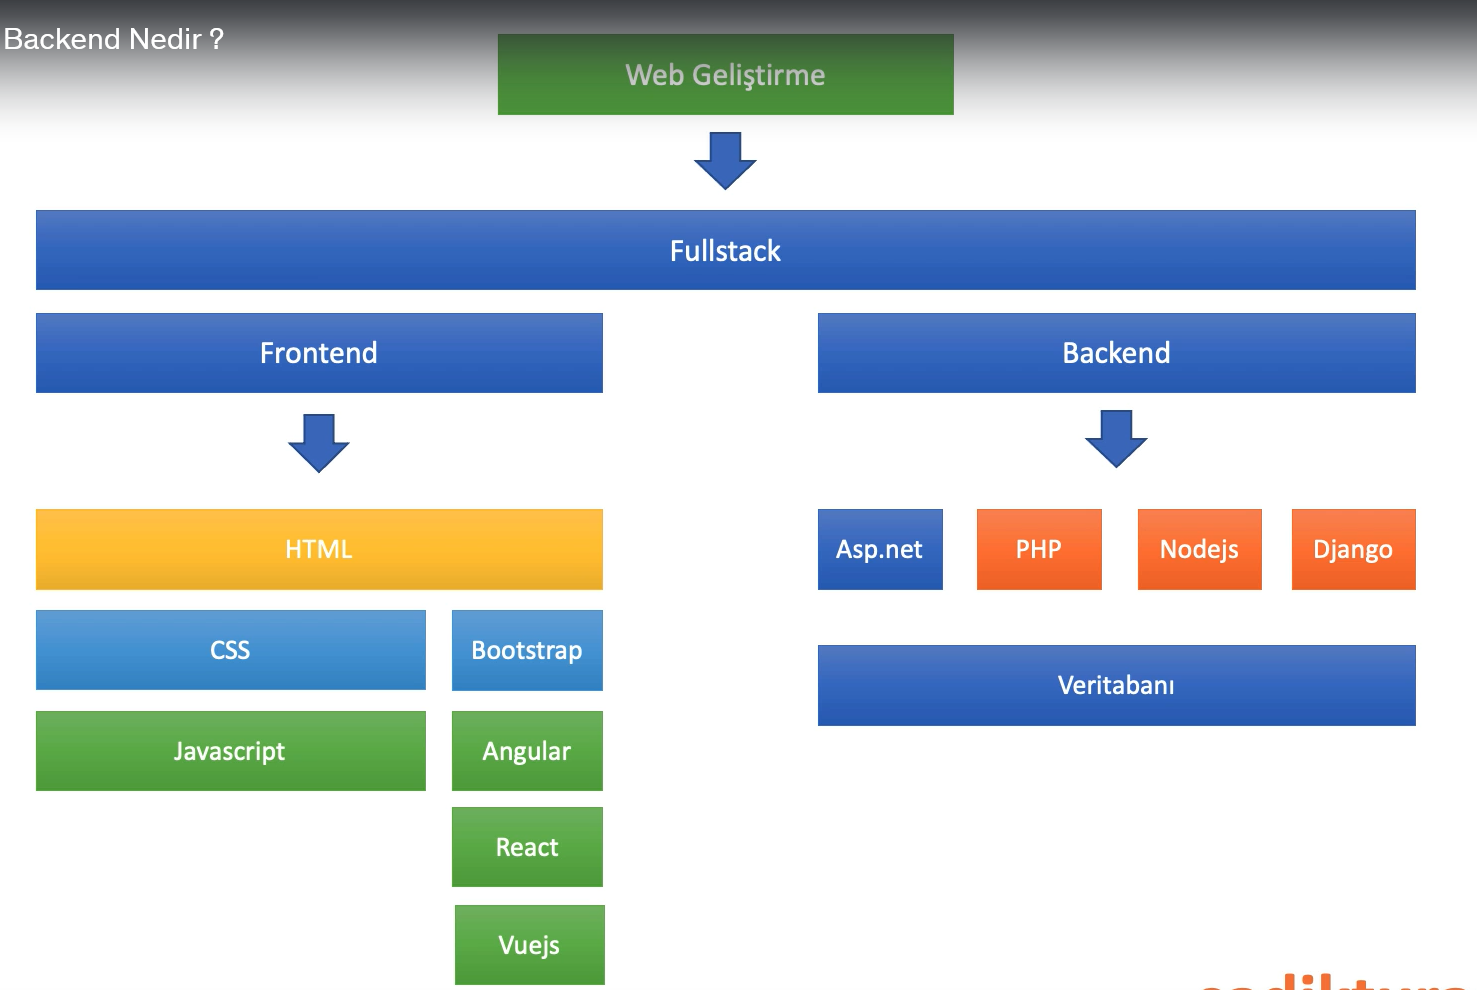 Backend Nedir ?
Web Geliştirme
Fullstack
Frontend
Backend
HTML
Asp.net
PHP
Nodejs
Django
CSS
Bootstrap
Veritabanı
Javascript
Angular
React
Vuejs